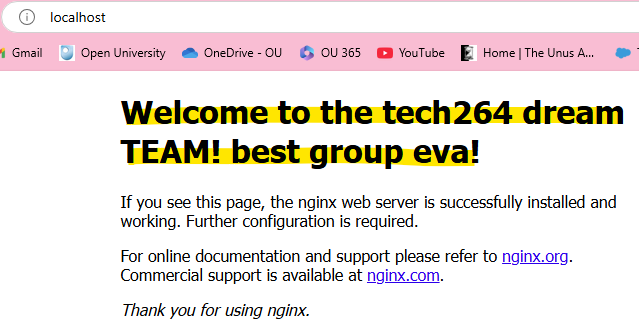 localhost
Gmail Open University OneDrive - OU OU 365 YouTube Home | The Unus A...
Welcome to the tech264 dream
TEAM! best group eva!
If you see this page, the nginx web server is successfully installed and
working. Further configuration is required.
For online documentation and support please refer to nginx.org.
Commercial support is available at nginx.com.
Thank you for using nginx.